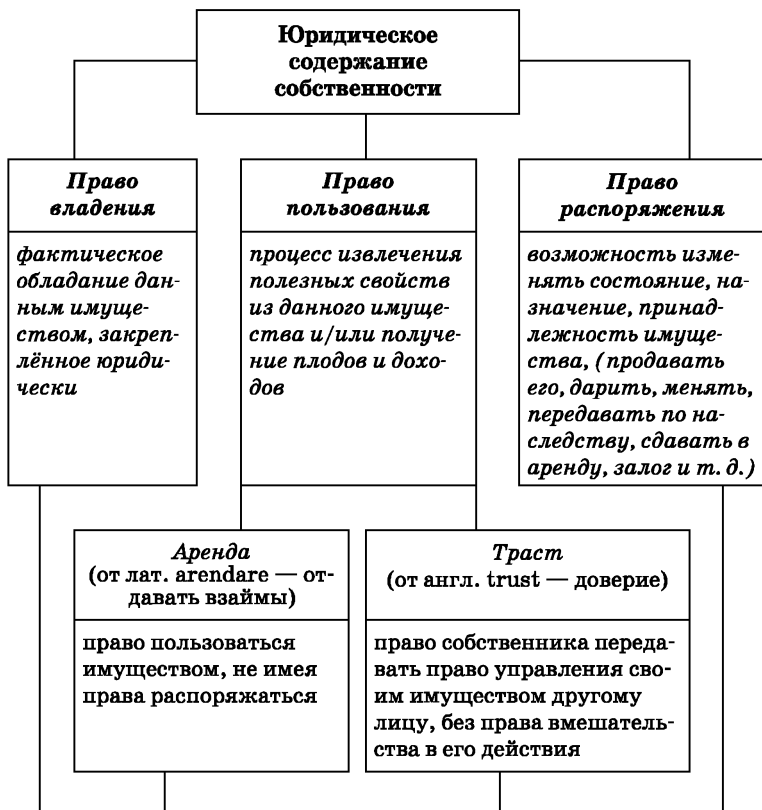 Юридическое
содержание
собственности
Право
владения
фактическое
обладание дан-
ным имуще-
ством, закреп-
лённое юриди-
чески
Право
пользования
процесс извлечения
полезных свойств
из данного имуще-
ства и/или получе-
ние плодов и дохо-
дов
Право
распоряжения
возможность изме-
нять состояние, на-
значение, принад-
лежность имуще-
ства, (продавать
его, дарить, менять,
передавать по на-
следству, сдавать в
аренду, залог и т. д.)
Аренда
(от лат. arendare — от-
давать взаймы)
право пользоваться
имуществом, не имея
права распоряжаться
Траст
(от англ. trust — доверие)
право собственника переда-
вать право управления сво-
им имуществом другому
лицу, без права вмешатель-
ства в его действия